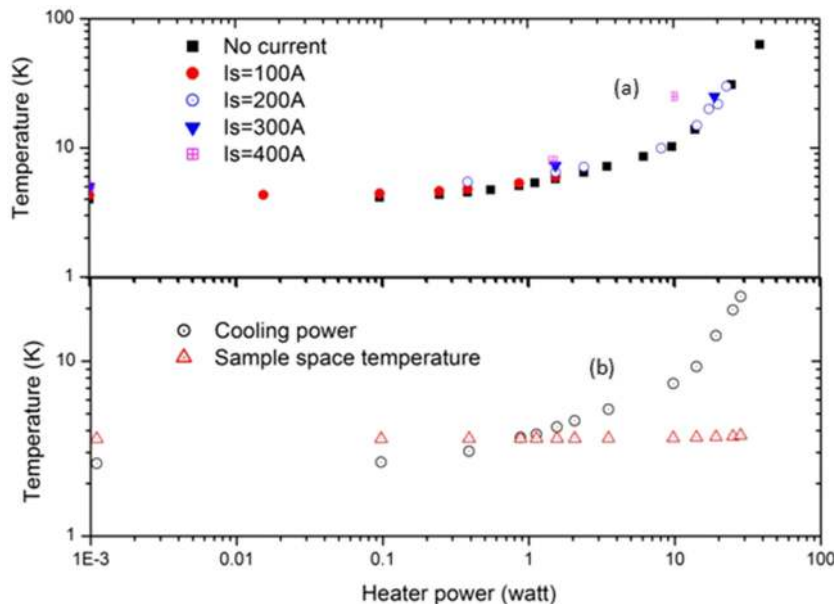 100
No current
Is=100A
Is=200A
Is=300A
Is=400A
(a)
10
1
Temperature (K)
Cooling power
Sample space temperature
(b)
10
1
Temperature (K)
1E-3 0.01 0.1 1 10 100
Heater power (watt)